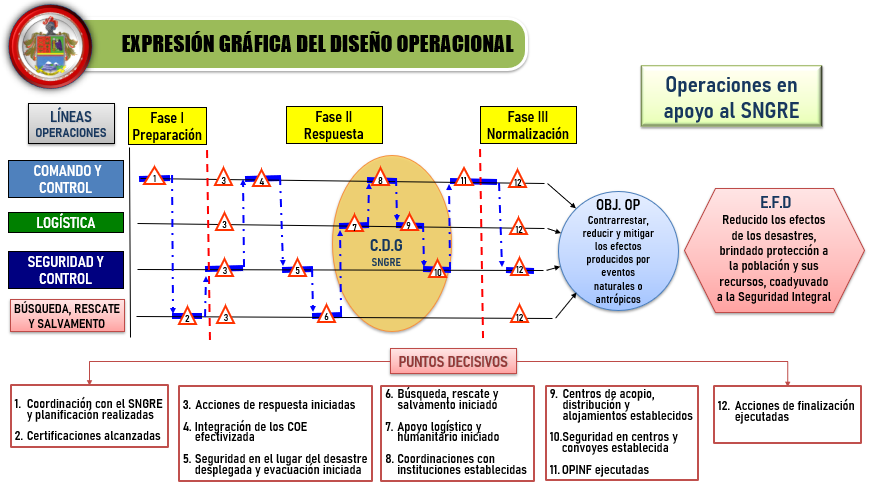 EXPRESIÓN GRÁFICA DEL DISEÑO OPERACIONAL
Operaciones en
apoyo al SNGRE
LÍNEAS
OPERACIONES
Fase I
Preparación
Fase II
Respuesta
Fase III
Normalización
COMANDO Y
CONTROL
1
3
4
8
11
12
LOGÍSTICA
3
7
9
12
C.D.G
SNGRE
SEGURIDAD Y
CONTROL
3
5
10
12
BÚSQUEDA, RESCATE
Y SALVAMENTO
2
3
6
12
OBJ. OP
Contrarrestar,
reducir y mitigar
los efectos
producidos por
eventos
naturales o
antrópicos
E.F.D
Reducido los efectos
de los desastres,
brindado protección a
la población y sus
recursos, coadyuvado
a la Seguridad Integral
PUNTOS DECISIVOS
1. Coordinación con el SNGRE
y planificación realizadas
2. Certificaciones alcanzadas
3. Acciones de respuesta iniciadas
4. Integración de los COE
efectivizada
5. Seguridad en el lugar del desastre
desplegada y evacuación iniciada
6. Búsqueda, rescate y
salvamento iniciado
7. Apoyo logístico y
humanitario iniciado
8. Coordinaciones con
instituciones establecidas
9. Centros de acopio,
distribución y
alojamientos establecidos
10.Seguridad en centros y
convoyes establecida
11. OPINF ejecutadas
12. Acciones de finalización
ejecutadas